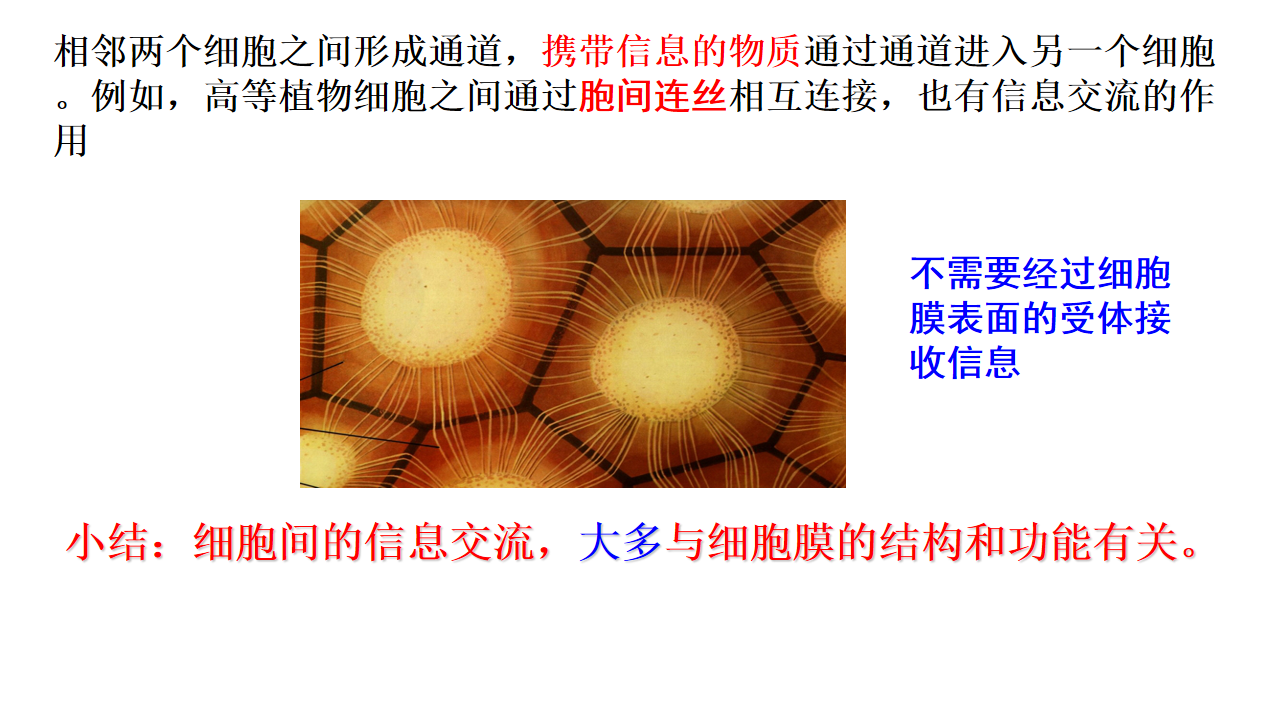 相邻两个细胞之间形成通道，携带信息的物质通过通道进入另一个细胞
。例如，高等植物细胞之间通过胞间连丝相互连接，也有信息交流的作
用
不需要经过细胞
膜表面的受体接
收信息
小结：细胞间的信息交流，大多与细胞膜的结构和功能有关。